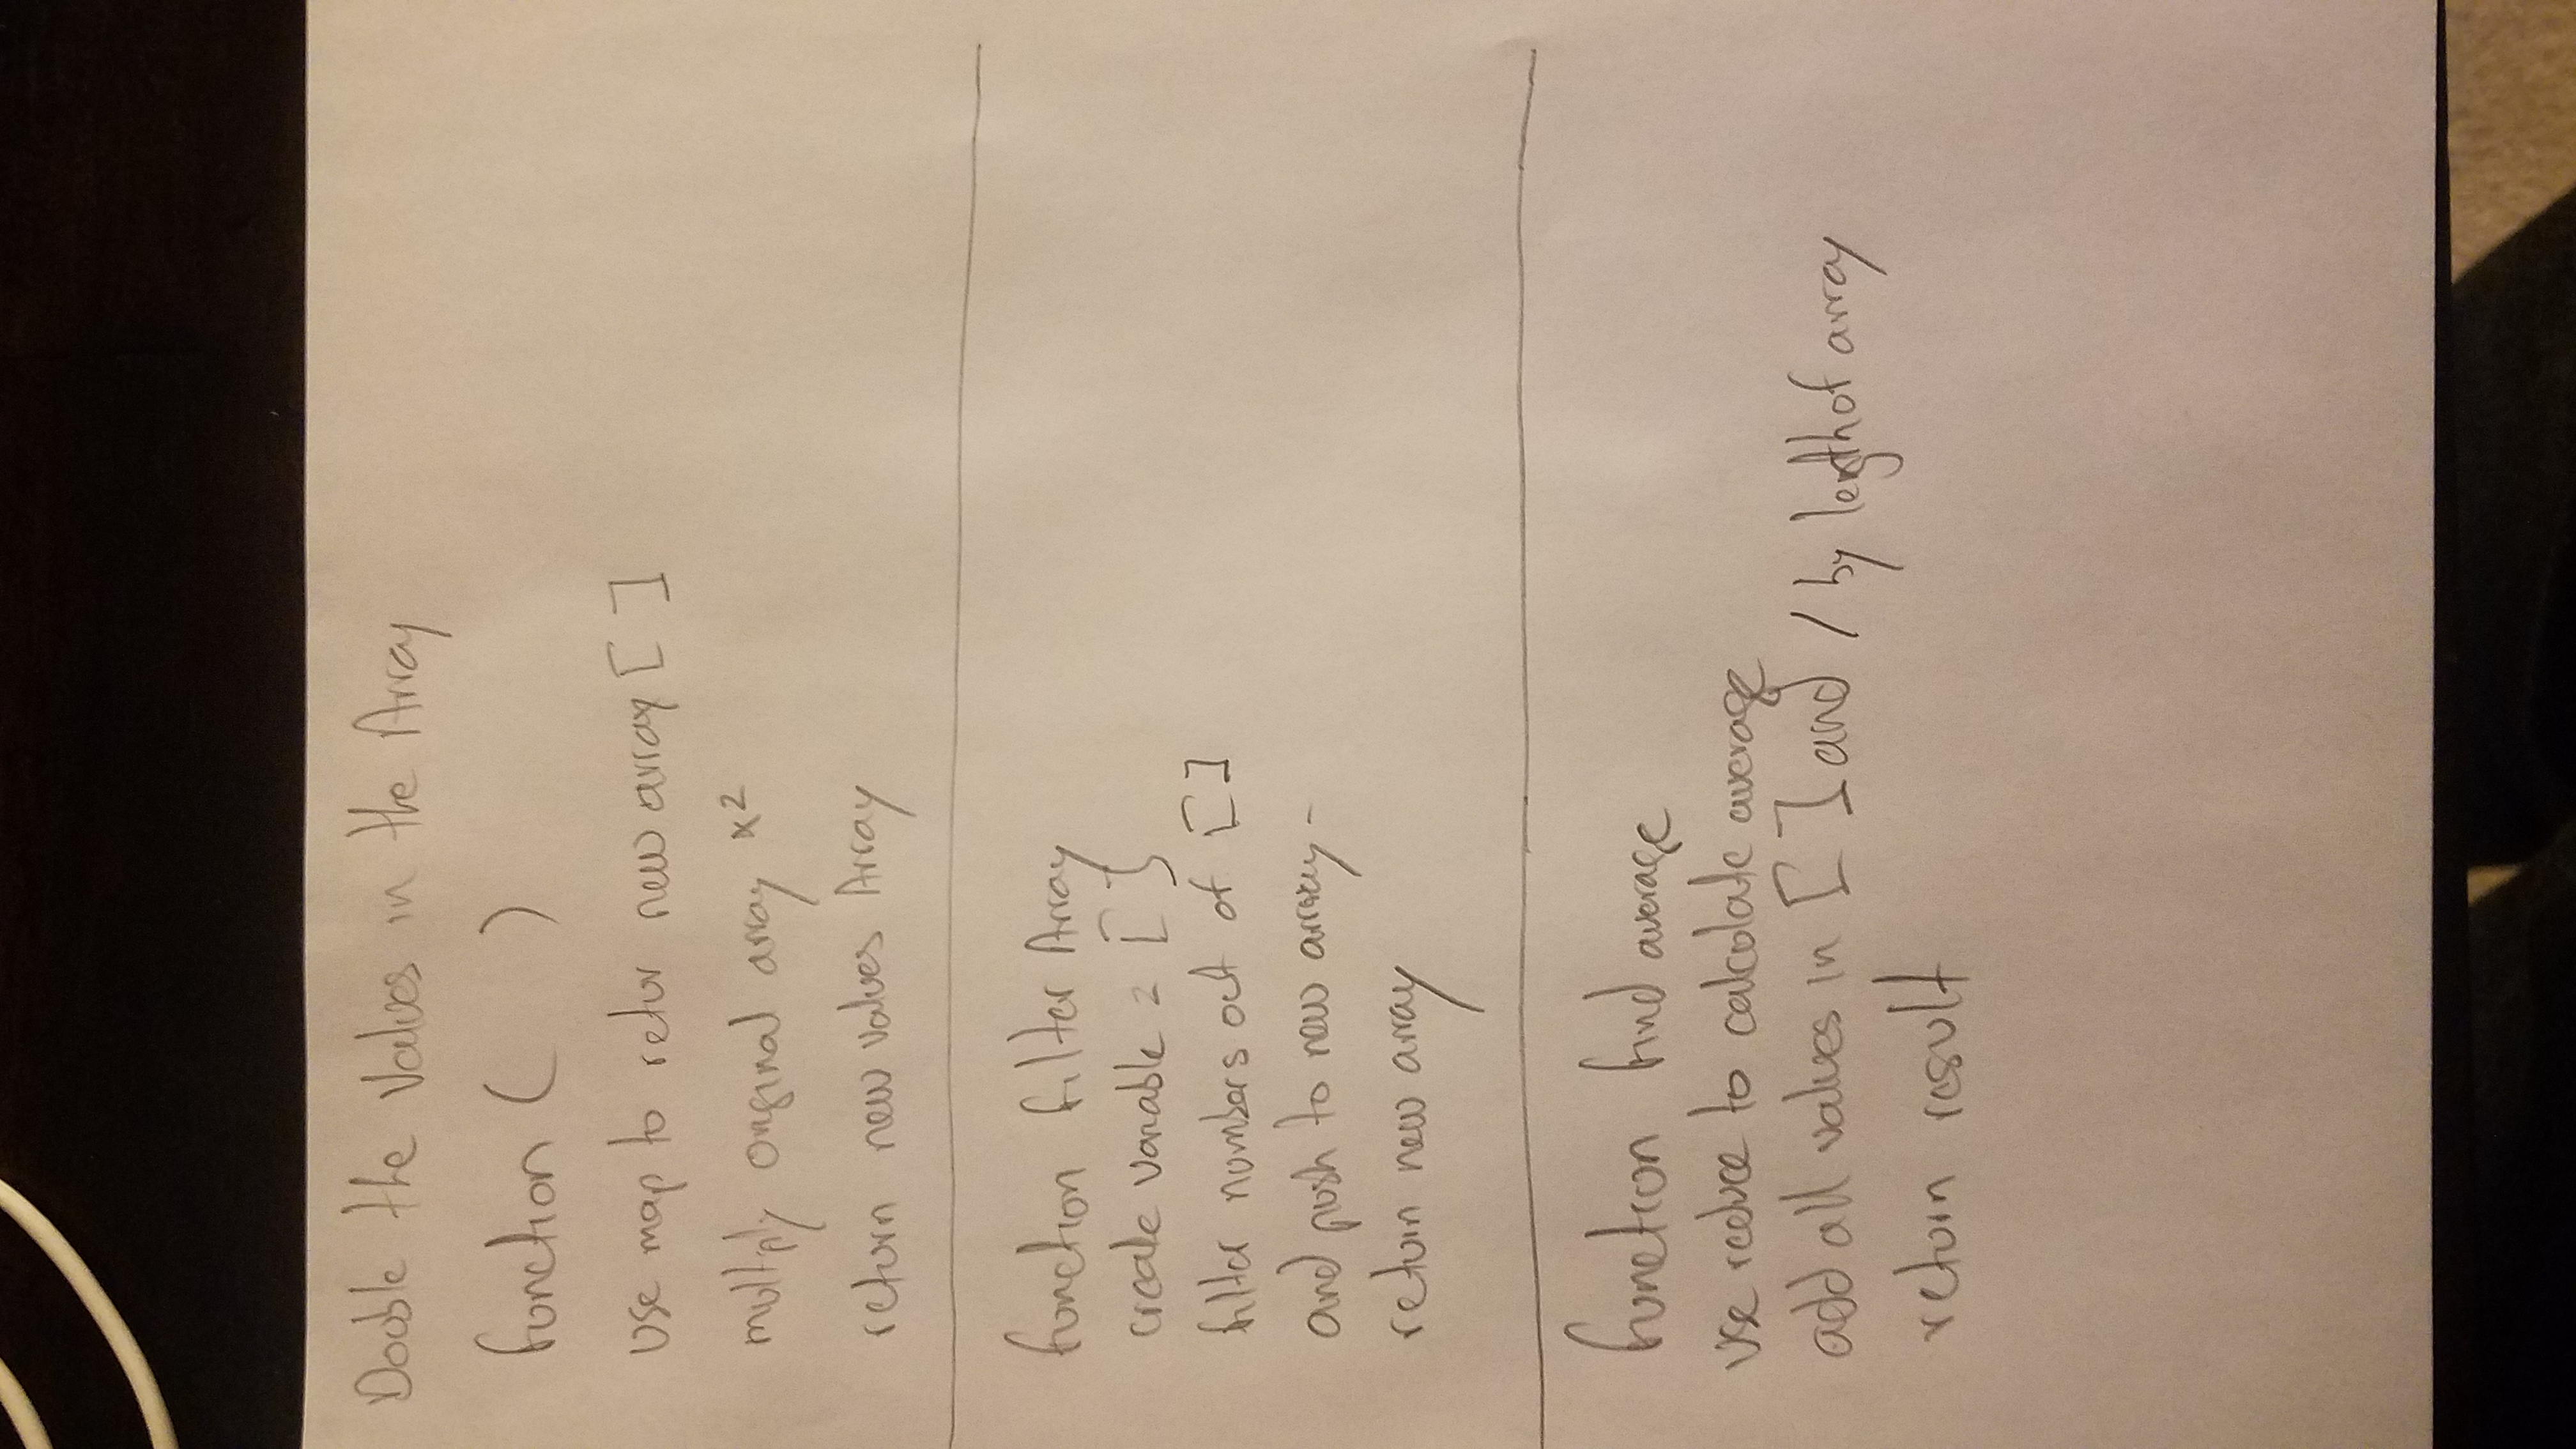 Double the Values in the Array
function ( )
use map to retur new array [ ]
multiply original array x2
return new values Array
function filter Array
create variable = [ ]
filter numbers out of [ ]
and push to new array -
return new array
function find average
use reduce to calculate average
add all values in [ ] and / by length of array
return result